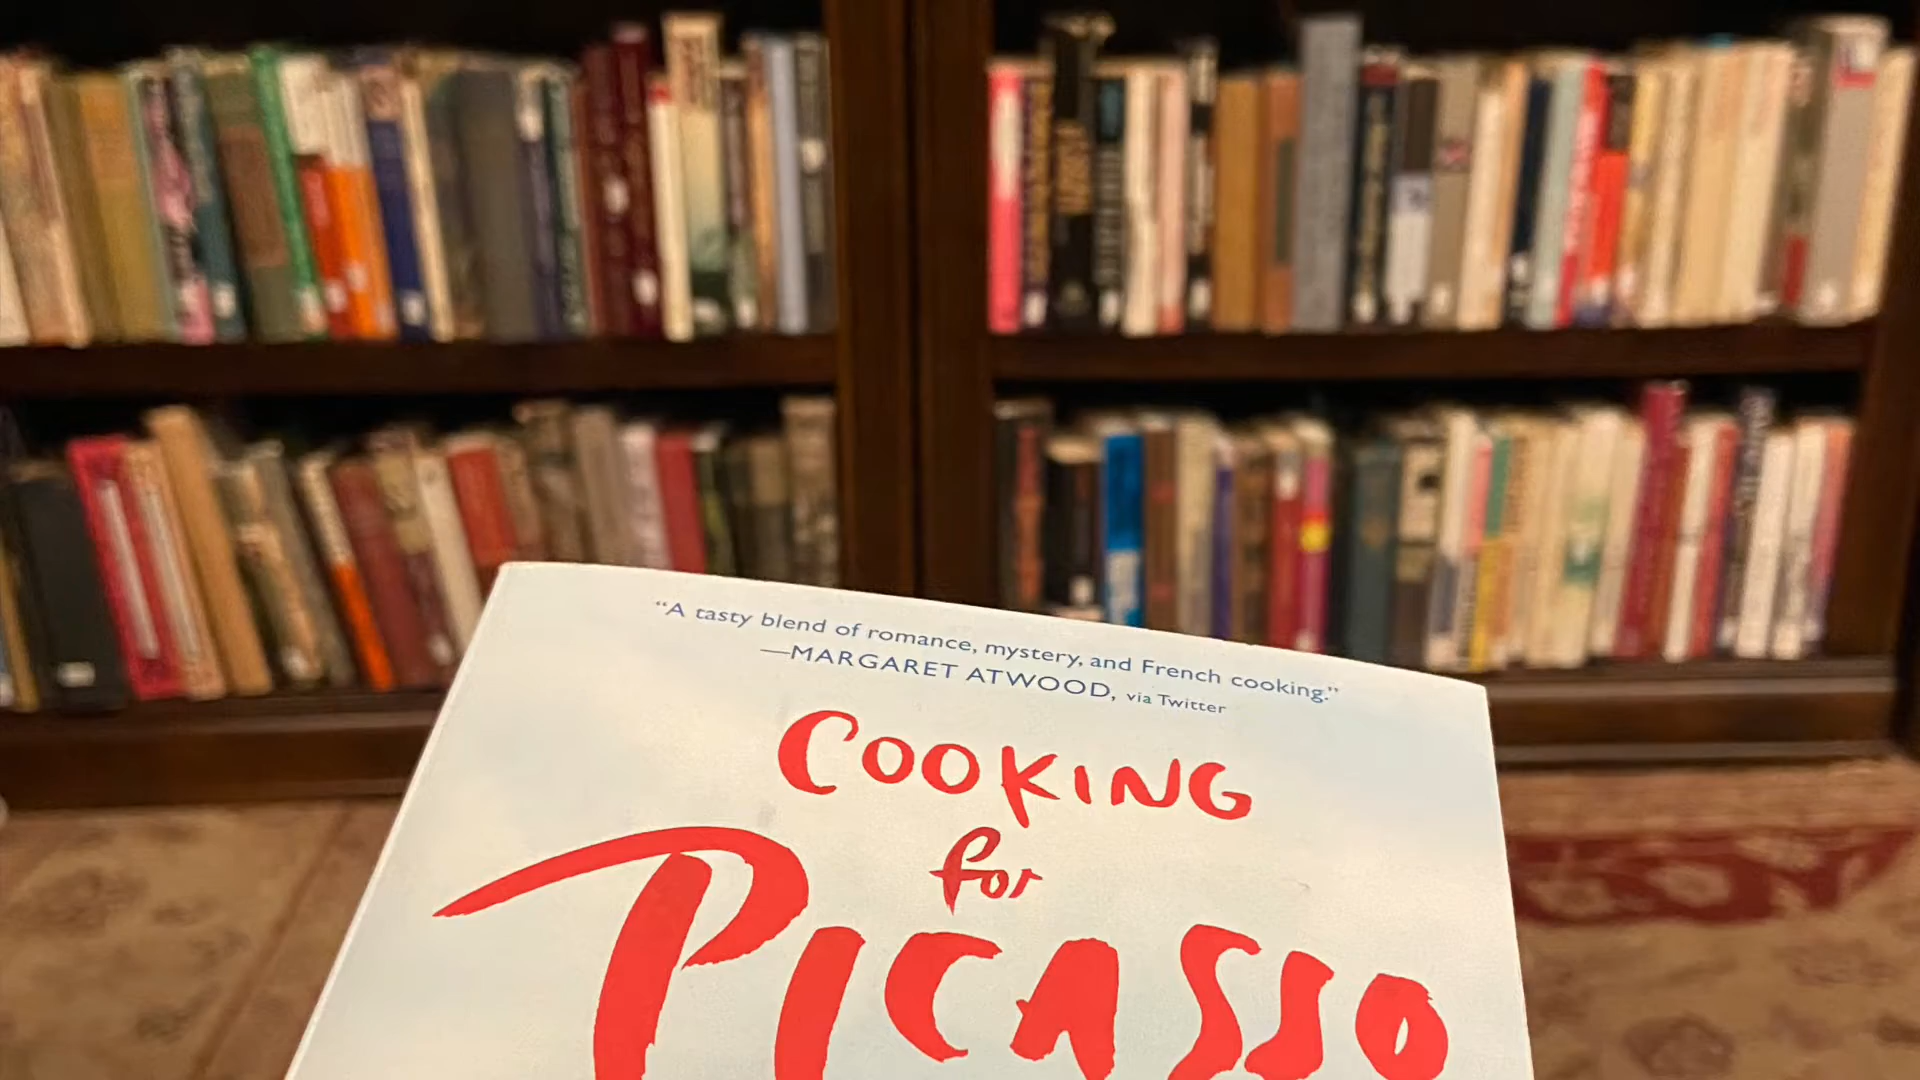 “A tasty blend of romance, mystery, and French cooking.”
—MARGARET ATWOOD, via Twitter
COOKING
for
PICASSO